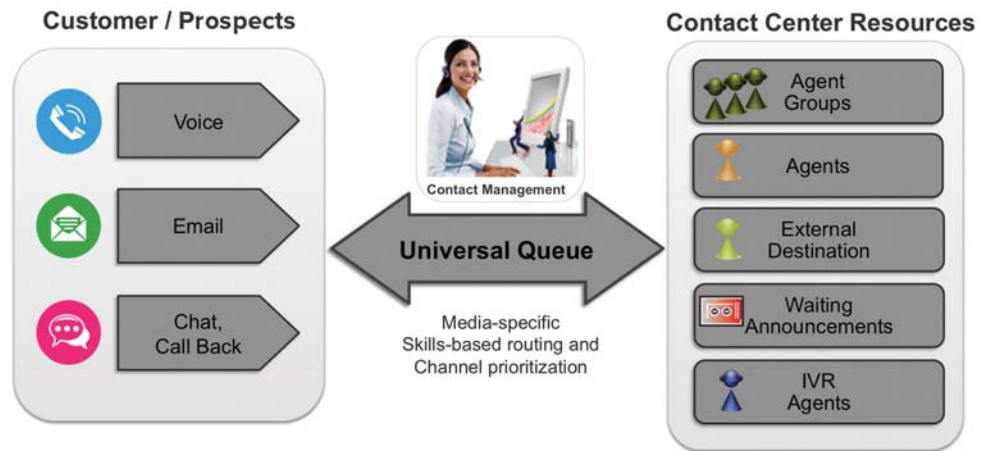 Customer / Prospects
Voice
Email
Chat,
Call Back
Contact Management
Universal Queue
Media-specific
Skills-based routing and
Channel prioritization
Contact Center Resources
Agent
Groups
Agents
External
Destination
Waiting
Announcements
IVR
Agents